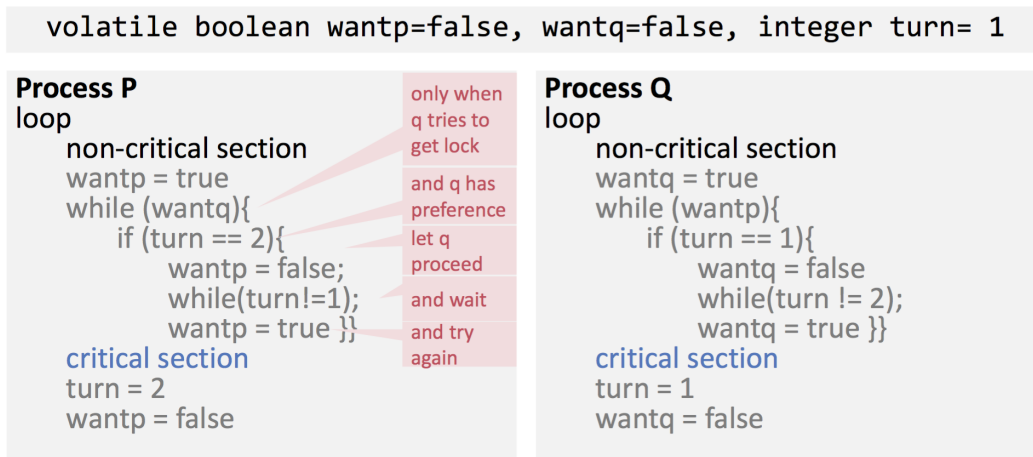 volatile boolean wantp=false, wantq=false, integer turn= 1
Process P
loop
non-critical section
wantp = true
while (wantq){
if (turn == 2){
wantp = false;
while(turn!=1);
wantp = true }}
critical section
turn = 2
wantp = false
only when
q tries to
get lock
and q has
preference
let q
proceed
and wait
and try
again
Process Q
loop
non-critical section
wantq = true
while (wantp){
if (turn == 1){
wantq = false
while(turn != 2);
wantq = true }}
critical section
turn = 1
wantq = false